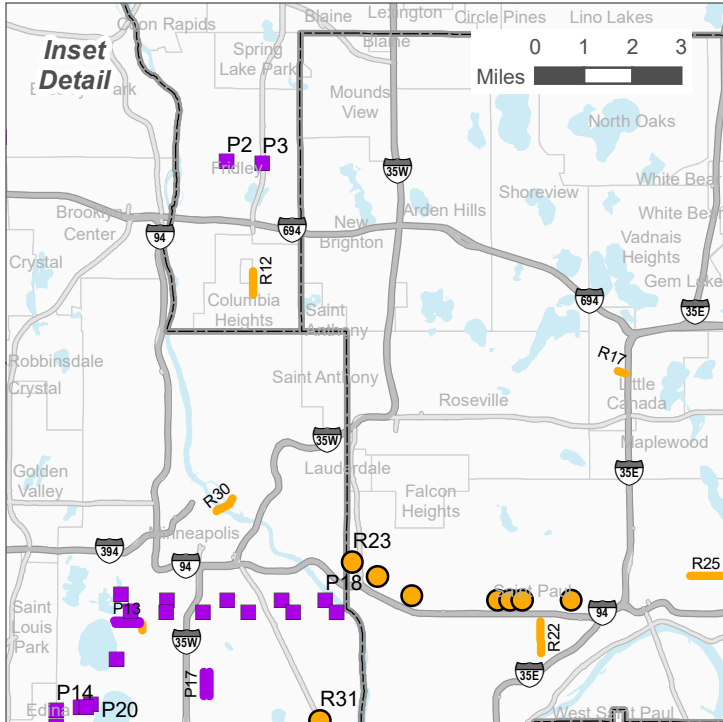 Coon Rapids
Blaine
Lexington
Blaine
Circle Pines
Lino Lakes
Inset
Detail
Spring
Lake Park
Mounds
View
0 1 2 3
Miles
North Oaks
P2 P3
Fridley
35W
Shoreview
White Bear
Brooklyn
Center
94
694
New
Brighton
Arden Hills
White Bear
Vadnais
Heights
Crystal
R12
Columbia
Heights
Saint
Anthony
694
Gem Lake
35E
Robbinsdale
Crystal
Saint Anthony
R17
Little
Canada
Roseville
35W
Maplewood
Golden
Valley
Lauderdale
35E
R30
Falcon
Heights
Minneapolis
394
94
R23
R25
P18
Saint Paul
Saint
Louis
Park
P13
94
35W
R22
P17
35E
P14
Edina
P20
R31
West Saint Paul